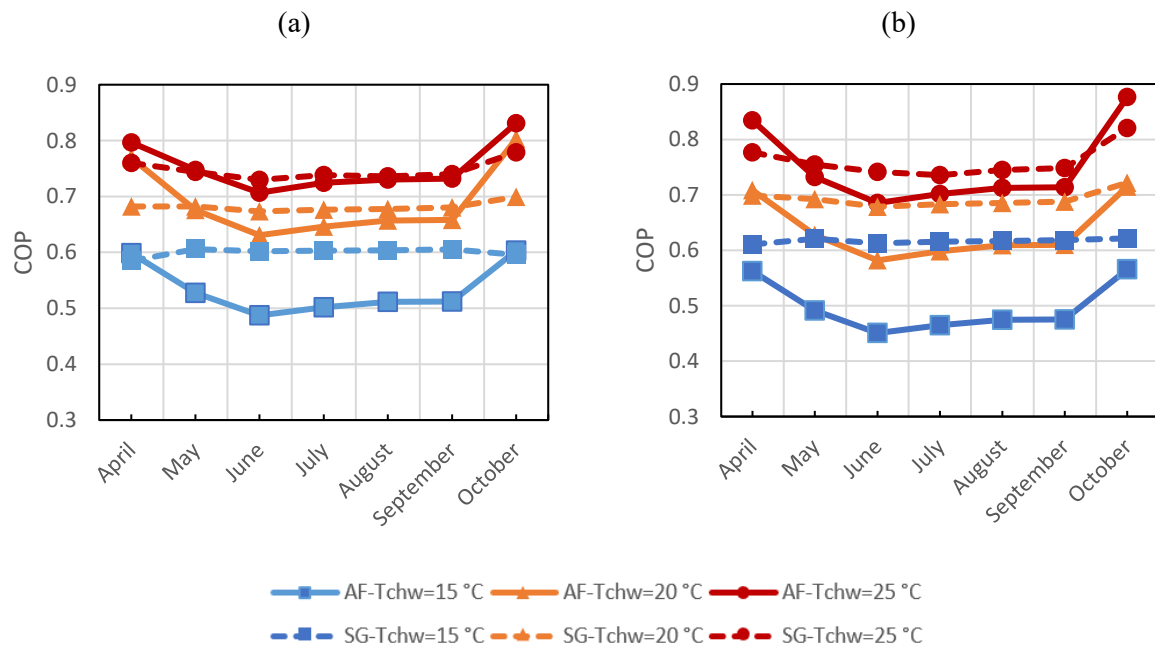 (a)
(b)
0.9
0.8
0.7
0.6
0.5
0.4
0.3
COP
April
May
June
July
August
September
October
0.9
0.8
0.7
0.6
0.5
0.4
0.3
COP
April
May
June
July
August
September
October
AF-Tchw=15 °C AF-Tchw=20 °C AF-Tchw=25 °C
SG-Tchw=15 °C SG-Tchw=20 °C SG-Tchw=25 °C